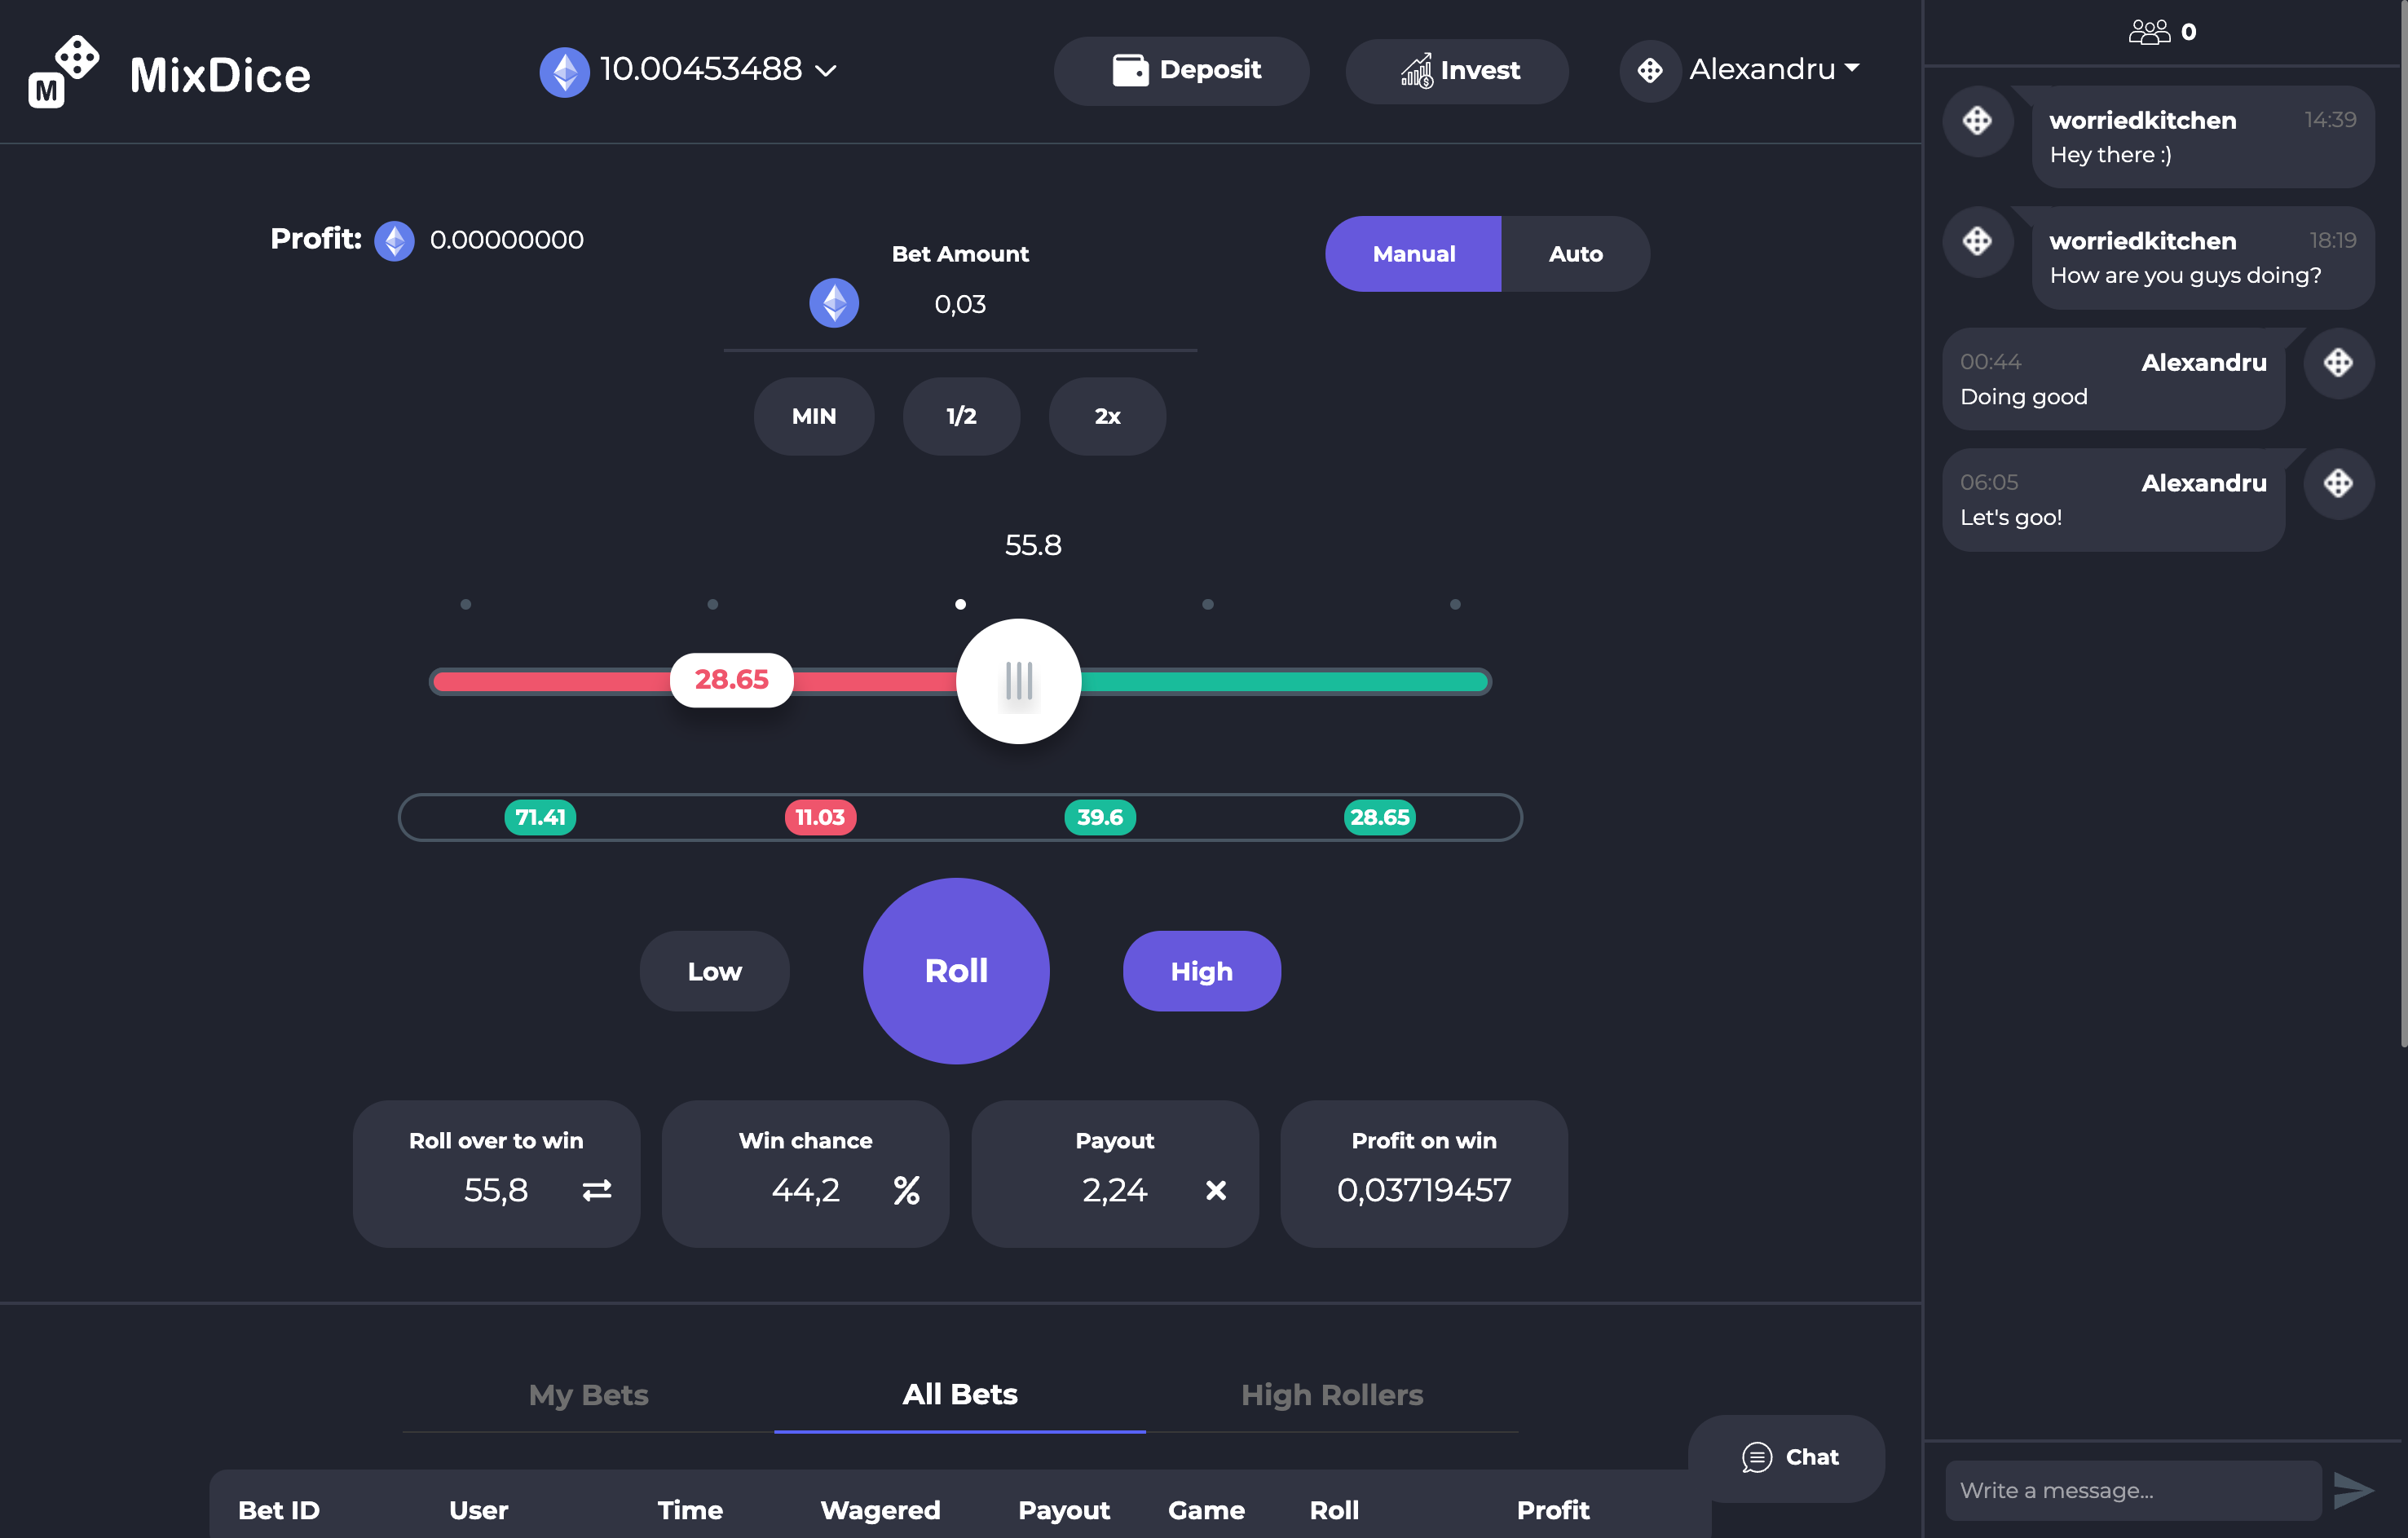 M
MixDice
10.00453488
Deposit
Invest
Alexandru
0
Profit: 0.00000000
Bet Amount
0,03
Manual
Auto
MIN
1/2
2x
55.8
28.65
71.41
11.03
39.6
28.65
Low
Roll
High
Roll over to win
55,8
Win chance
44,2 %
Payout
2,24 ×
Profit on win
0,03719457
My Bets
All Bets
High Rollers
Chat
Bet ID User Time Wagered Payout Game Roll Profit
worriedkitchen 14:39
Hey there :)
worriedkitchen 18:19
How are you guys doing?
00:44 Alexandru
Doing good
06:05 Alexandru
Let's goo!
Write a message...